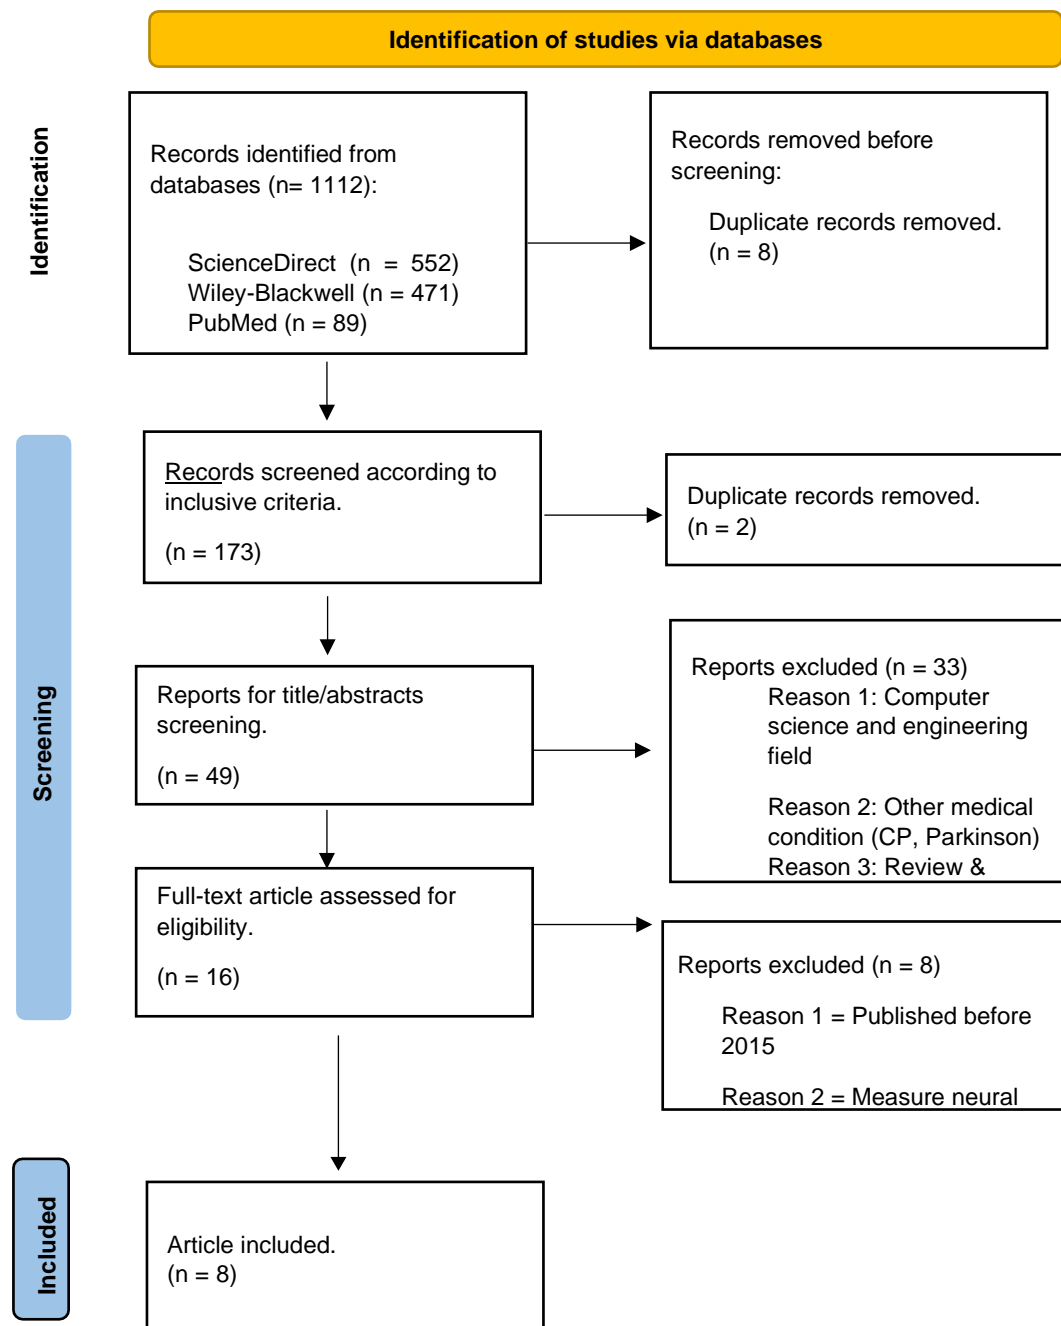 Identification of studies via databases
Identification
Records identified from
databases (n= 1112):
ScienceDirect (n = 552)
Wiley-Blackwell (n = 471)
PubMed (n = 89)
Records removed before
screening:
Duplicate records removed.
(n = 8)
Screening
Records screened according to
inclusive criteria.
(n = 173)
Duplicate records removed.
(n = 2)
Reports for title/abstracts
screening.
(n = 49)
Reports excluded (n = 33)
Reason 1: Computer
science and engineering
field
Reason 2: Other medical
condition (CP, Parkinson)
Reason 3: Review &
Full-text article assessed for
eligibility.
(n = 16)
Reports excluded (n = 8)
Reason 1 = Published before
2015
Reason 2 = Measure neural
Included
Article included.
(n = 8)